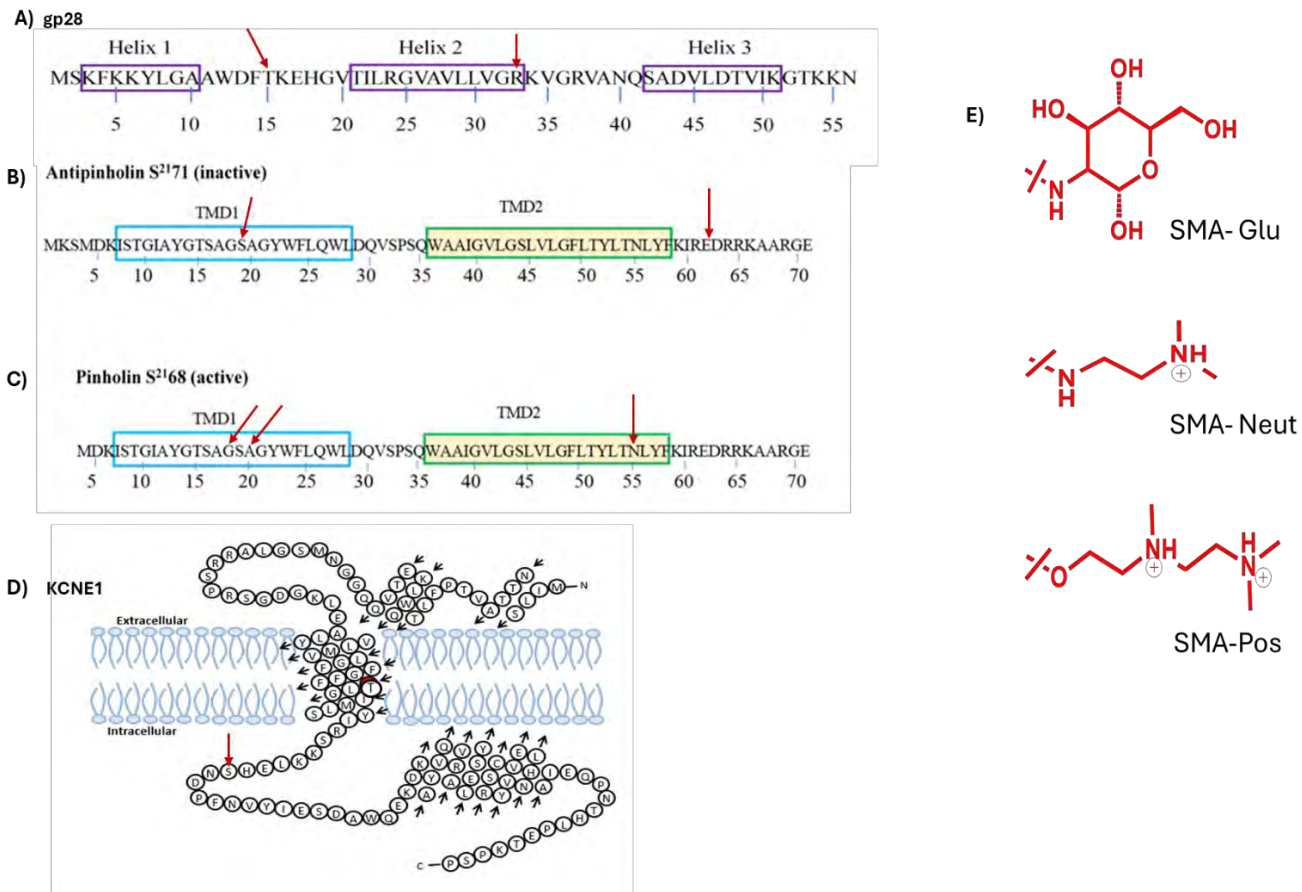 A) gp28
Helix 1 Helix 2 Helix 3
MSKFKKYLGAAWDFTKEHGVTILRGVAVLLVGRKVGRVANQSADVLDTVIKGTKKN
5 10 15 20 25 30 35 40 45 50 55
B) Antipinholin S²¹71 (inactive)
TMD1 TMD2
MKSMDKISTGIAYGTSAGSAGYWFLQWLDQVSPSQWAAIGVLGSLVLGFLTYLTNLYFKIREDRRKAARGE
5 10 15 20 25 30 35 40 45 50 55 60 65 70
C) Pinholin S²¹68 (active)
TMD1 TMD2
MDKISTGIAYGTSAGSAGYWFLQWLDQVSPSQWAAIGVLGSLVLGFLTYLTNLYFKIREDRRKAARGE
5 10 15 20 25 30 35 40 45 50 55 60 65 70
D) KCNE1
N
M I L S
N T
T A V T P F
L T K L W Q
E T V Q
Q G G N M S G L A R R S
P R S G D G K L E
Extracellular
A L Y
V L M V
L G F
F G F F
T L G
I M L S
Y I R S K K L E H S N D
Intracellular
P F N V Y I E S D A W Q E K D
Q V Y E L
K V R S C V H I E Q P
Y A E S V
K A L R Y N A
N T H L P E T K P S P
C
E)
OH
HO OH
O
N
H
OH
SMA- Glu
N
H
NH
+
SMA- Neut
O
NH
+
H
N
+
SMA-Pos